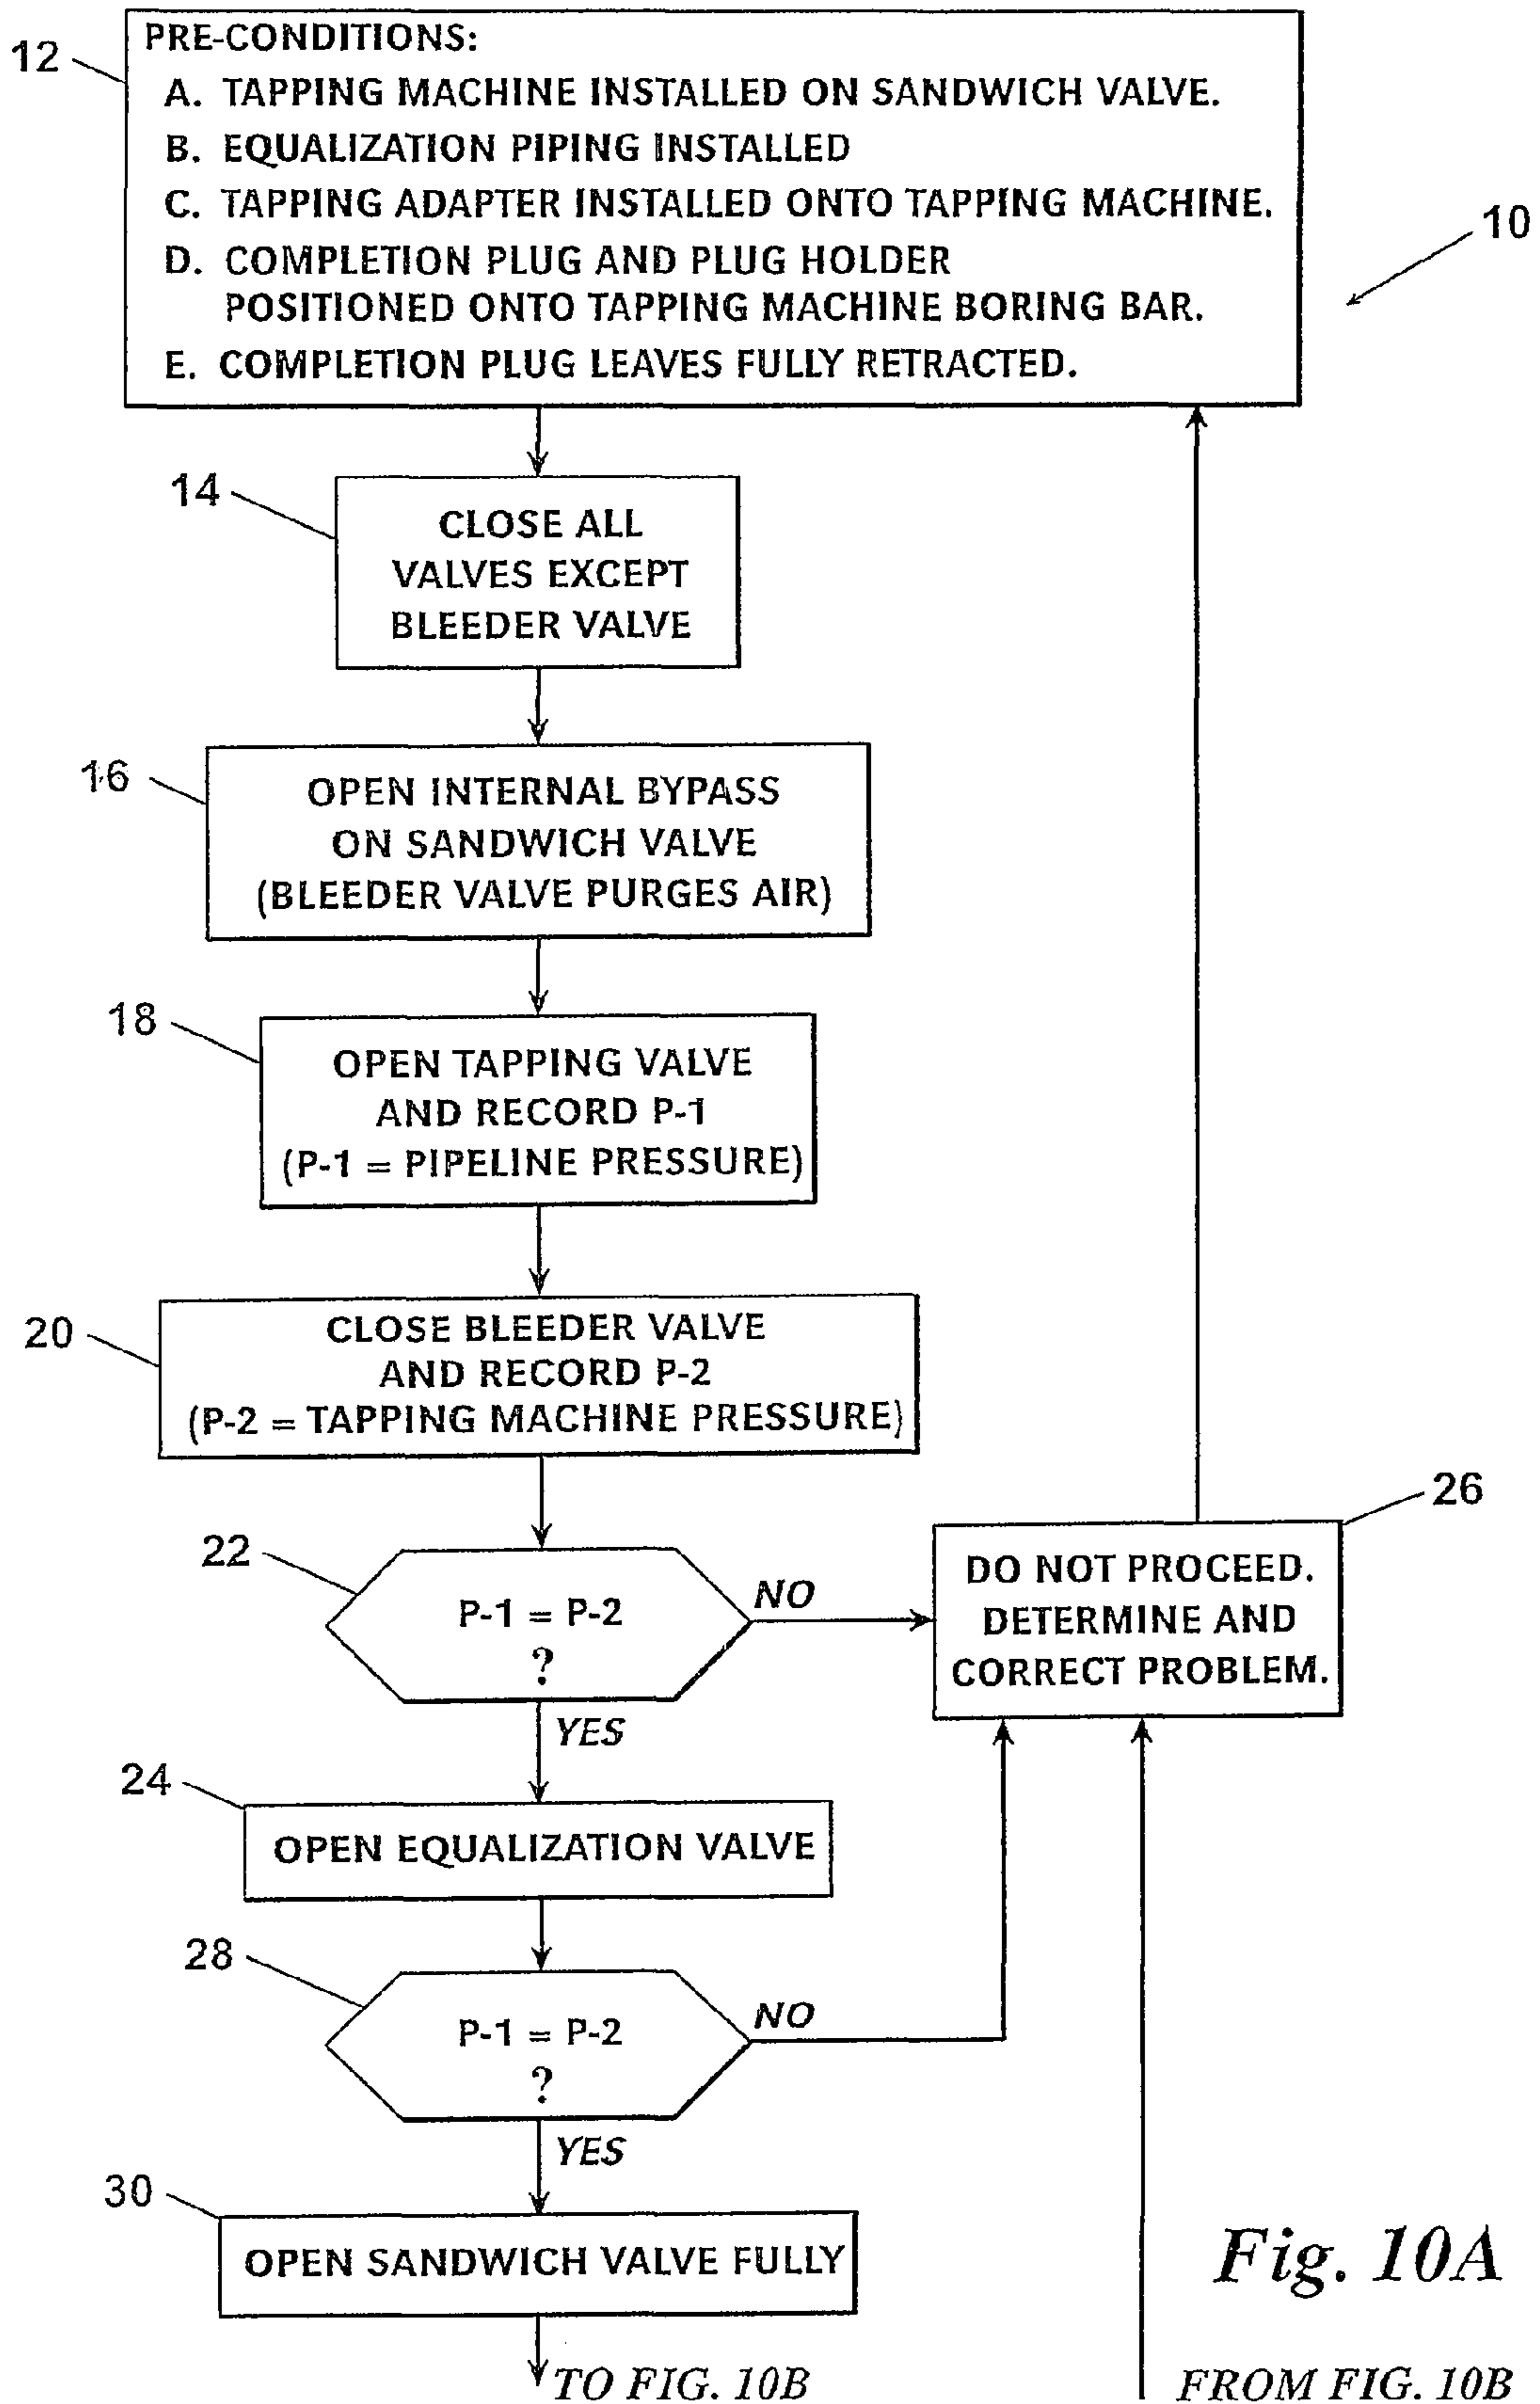 12
PRE-CONDITIONS:
A. TAPPING MACHINE INSTALLED ON SANDWICH VALVE.
B. EQUALIZATION PIPING INSTALLED
C. TAPPING ADAPTER INSTALLED ONTO TAPPING MACHINE.
D. COMPLETION PLUG AND PLUG HOLDER
POSITIONED ONTO TAPPING MACHINE BORING BAR.
E. COMPLETION PLUG LEAVES FULLY RETRACTED.
10
14
CLOSE ALL
VALVES EXCEPT
BLEEDER VALVE
16
OPEN INTERNAL BYPASS
ON SANDWICH VALVE
(BLEEDER VALVE PURGES AIR)
18
OPEN TAPPING VALVE
AND RECORD P-1
(P-1 = PIPELINE PRESSURE)
20
CLOSE BLEEDER VALVE
AND RECORD P-2
(P-2 = TAPPING MACHINE PRESSURE)
22
P-1 = P-2
?
NO
26
DO NOT PROCEED.
DETERMINE AND
CORRECT PROBLEM.
YES
24
OPEN EQUALIZATION VALVE
28
P-1 = P-2
?
NO
YES
30
OPEN SANDWICH VALVE FULLY
Fig. 10A
TO FIG. 10B
FROM FIG. 10B